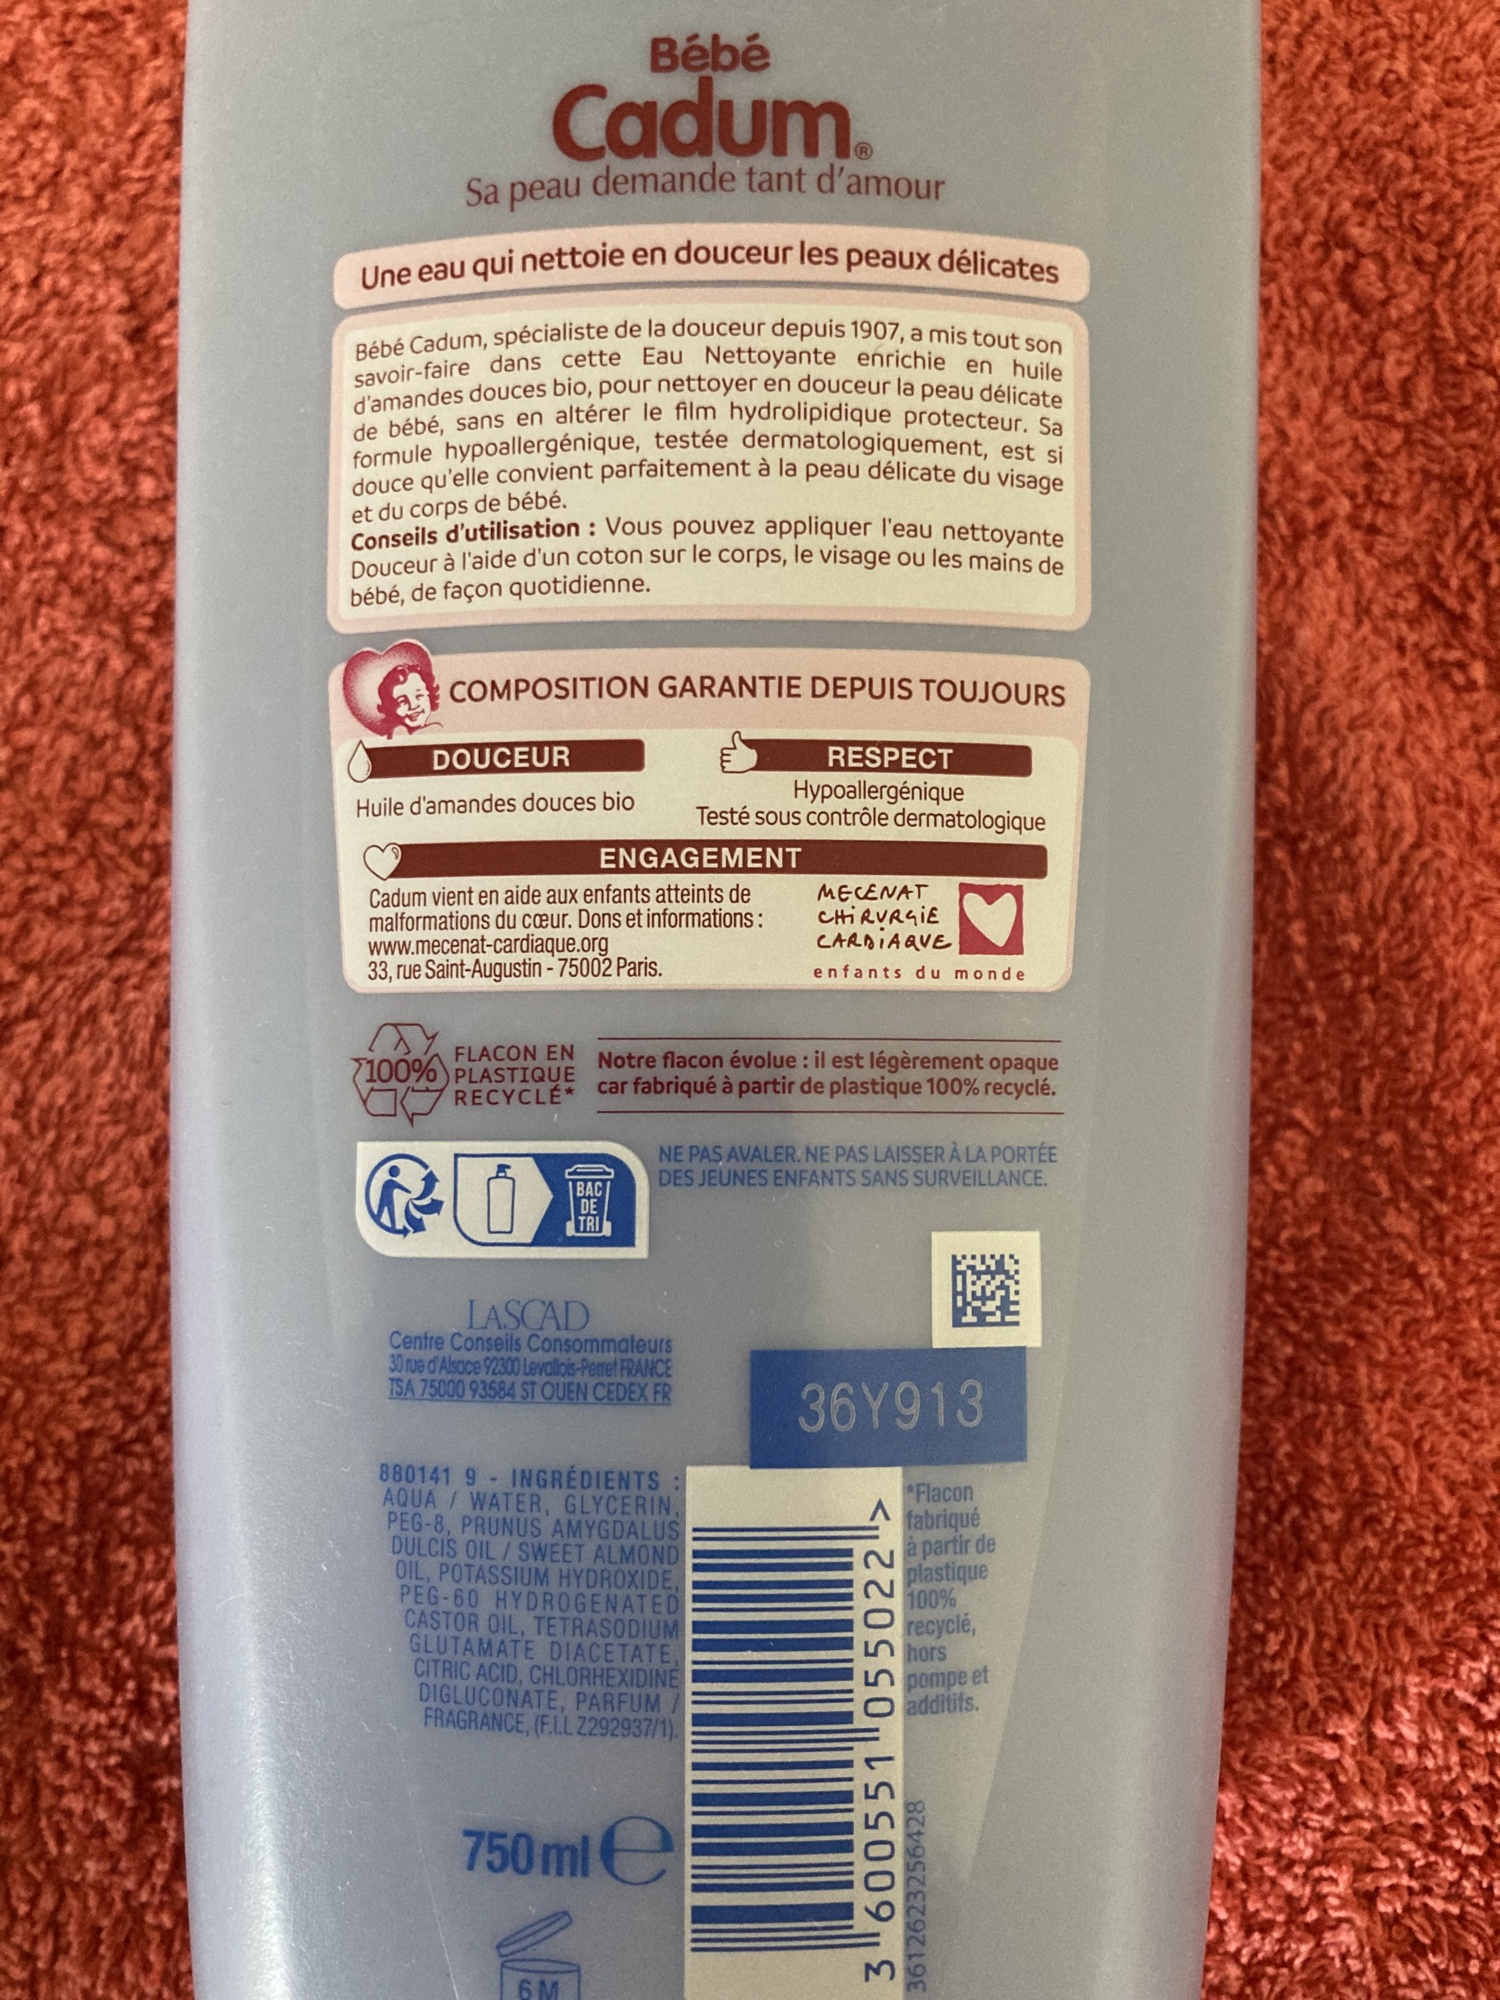 Bébé
Cadum®
Sa peau demande tant d'amour
Une eau qui nettoie en douceur les peaux délicates
Bébé Cadum, spécialiste de la douceur depuis 1907, a mis tout son
savoir-faire dans cette Eau Nettoyante enrichie en huile
d'amandes douces bio, pour nettoyer en douceur la peau délicate
de bébé, sans en altérer le film hydrolipidique protecteur. Sa
formule hypoallergénique, testée dermatologiquement, est si
douce qu'elle convient parfaitement à la peau délicate du visage
et du corps de bébé.
Conseils d'utilisation : Vous pouvez appliquer l'eau nettoyante
Douceur à l'aide d'un coton sur le corps, le visage ou les mains de
bébé, de façon quotidienne.
COMPOSITION GARANTIE DEPUIS TOUJOURS
DOUCEUR
Huile d'amandes douces bio
RESPECT
Hypoallergénique
Testé sous contrôle dermatologique
ENGAGEMENT
Cadum vient en aide aux enfants atteints de
malformations du cœur. Dons et informations :
www.mecenat-cardiaque.org
33, rue Saint-Augustin - 75002 Paris.
MECENAT
CHIRURGIE
CARDIAQUE
enfants du monde
100%
FLACON EN
PLASTIQUE
RECYCLÉ*
Notre flacon évolue : il est légèrement opaque
car fabriqué à partir de plastique 100% recyclé.
BAC
DE
TRI
NE PAS AVALER. NE PAS LAISSER À LA PORTÉE
DES JEUNES ENFANTS SANS SURVEILLANCE.
LASCAD
Centre Conseils Consommateurs
30 rue d'Alsace 92300 Levallois-Perret FRANCE
TSA 75000 93584 ST OUEN CEDEX FR
36Y913
880141 9 - INGRÉDIENTS :
AQUA / WATER, GLYCERIN,
PEG-8, PRUNUS AMYGDALUS
DULCIS OIL / SWEET ALMOND
OIL, POTASSIUM HYDROXIDE,
PEG-60 HYDROGENATED
CASTOR OIL, TETRASODIUM
GLUTAMATE DIACETATE,
CITRIC ACID, CHLORHEXIDINE
DIGLUCONATE, PARFUM /
FRAGRANCE, (F.I.L Z292937/1).
*Flacon
fabriqué
à partir de
plastique
100%
recyclé,
hors
pompe et
additifs.
3 600551 055022 >
3612623256428
750 ml e
6 M